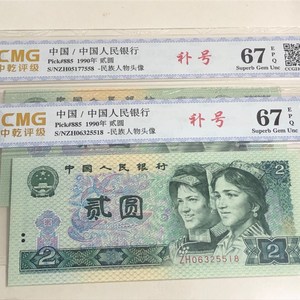 CMG
中乾评级
中国 / 中国人民银行
Pick#885 1990年 贰圆
S/NZH05177558 -民族人物头像
补号
67 EPQ
Superb Gem Unc
CMG
中乾评级
中国 / 中国人民银行
Pick#885 1990年 贰圆
S/NZH06325518 -民族人物头像
补号
67 EPQ
Superb Gem Unc
中国人民银行
贰圆
2
2
ZH06325518
2